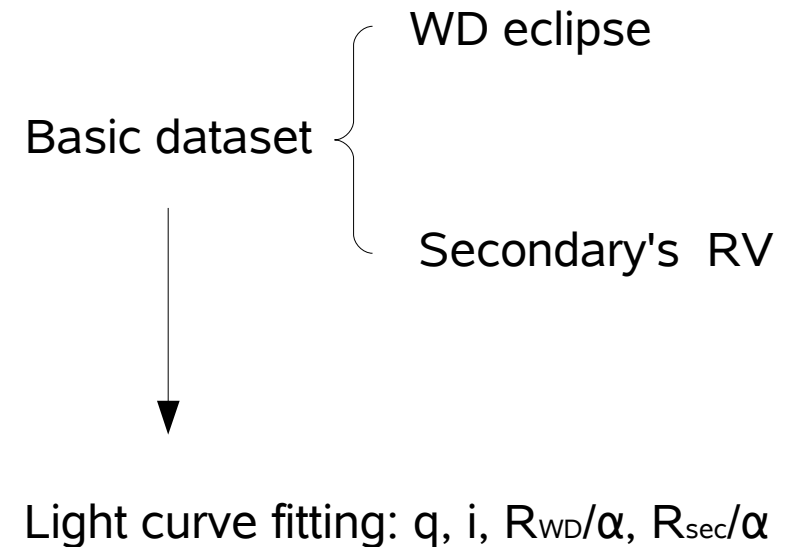 WD eclipse
Basic dataset
Secondary's RV
Light curve fitting: q, i, RWD/α, Rsec/α